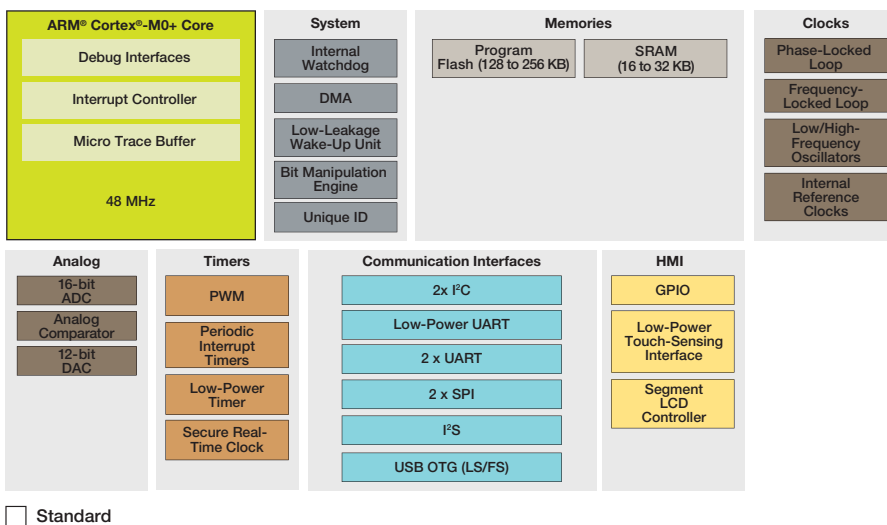 ARM® Cortex®-M0+ Core
Debug Interfaces
Interrupt Controller
Micro Trace Buffer
48 MHz
System
Internal
Watchdog
DMA
Low-Leakage
Wake-Up Unit
Bit Manipulation
Engine
Unique ID
Memories
Program
Flash (128 to 256 KB)
SRAM
(16 to 32 KB)
Clocks
Phase-Locked
Loop
Frequency-
Locked Loop
Low/High-
Frequency
Oscillators
Internal
Reference
Clocks
Analog
16-bit
ADC
Analog
Comparator
12-bit
DAC
Timers
PWM
Periodic
Interrupt
Timers
Low-Power
Timer
Secure Real-
Time Clock
Communication Interfaces
2x I²C
Low-Power UART
2 x UART
2 x SPI
I²S
USB OTG (LS/FS)
HMI
GPIO
Low-Power
Touch-Sensing
Interface
Segment
LCD
Controller
Standard